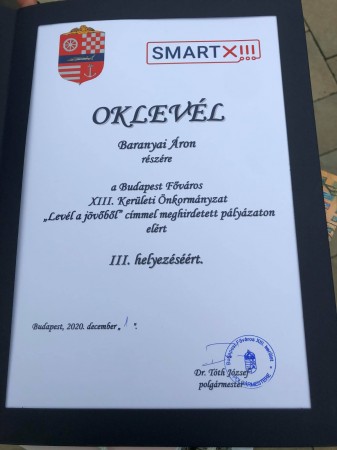 SMARTXIII
OKLEVÉL
Baranyai Áron
részére
a Budapest Főváros
XIII. Kerületi Önkormányzat
„Levél a jövőből” címmel meghirdetett pályázaton
elért
III. helyezéséért.
Budapest, 2020. december „ ”.
Dr. Tóth József
polgármester